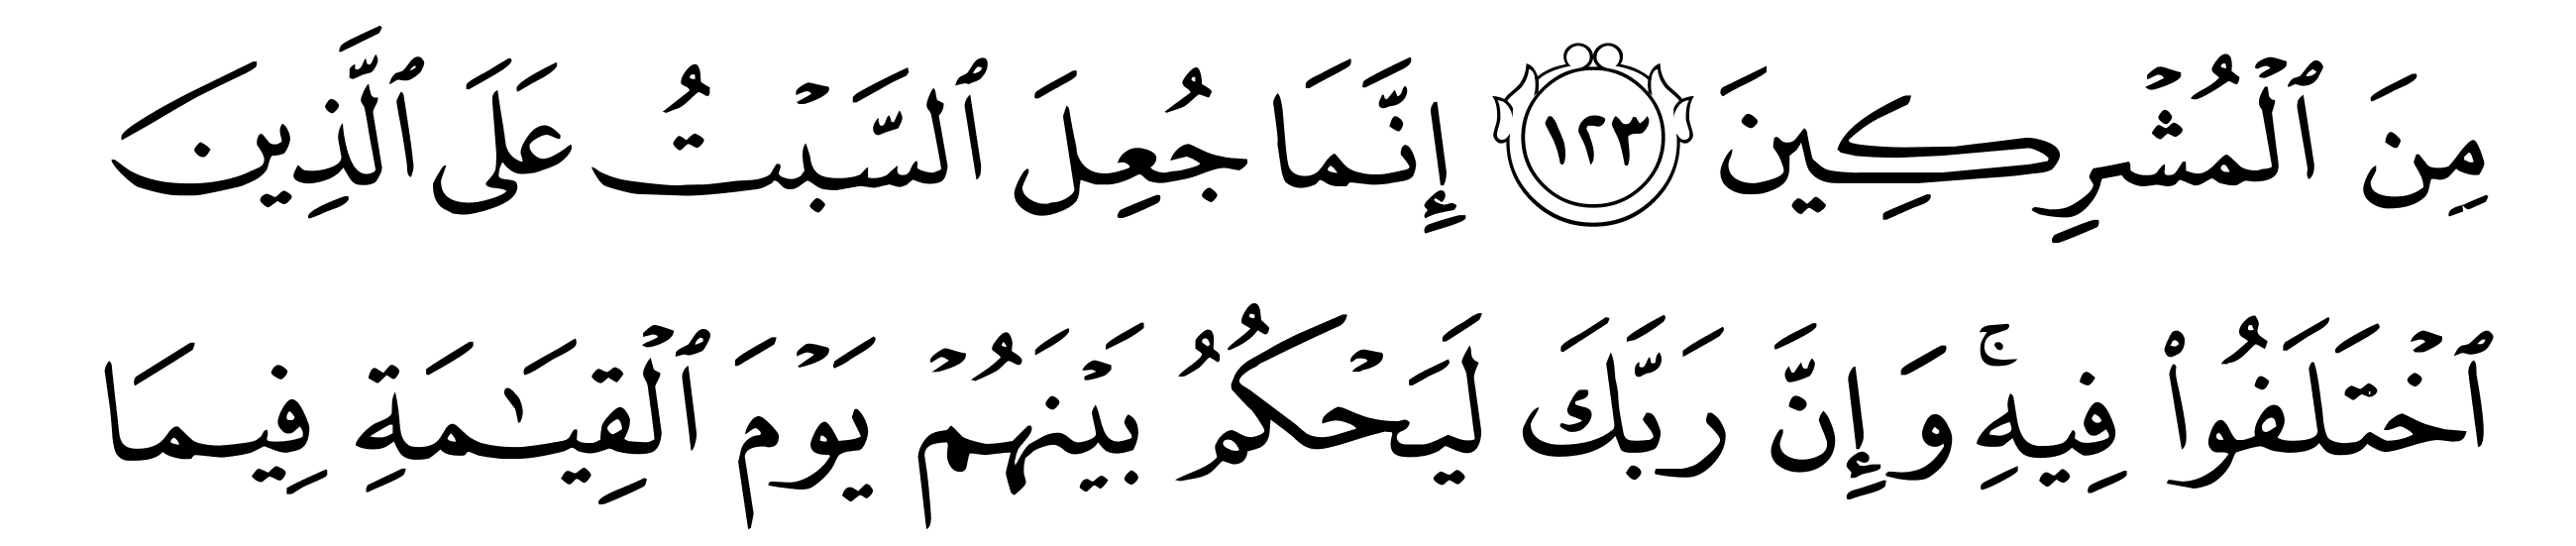 مِنَ ٱلۡمُشۡرِكِينَ ١٢٣ إِنَّمَا جُعِلَ ٱلسَّبۡتُ عَلَى ٱلَّذِينَ
ٱخۡتَلَفُواْ فِيهِۚ وَإِنَّ رَبَّكَ لَيَحۡكُمُ بَيۡنَهُمۡ يَوۡمَ ٱلۡقِيَٰمَةِ فِيمَا